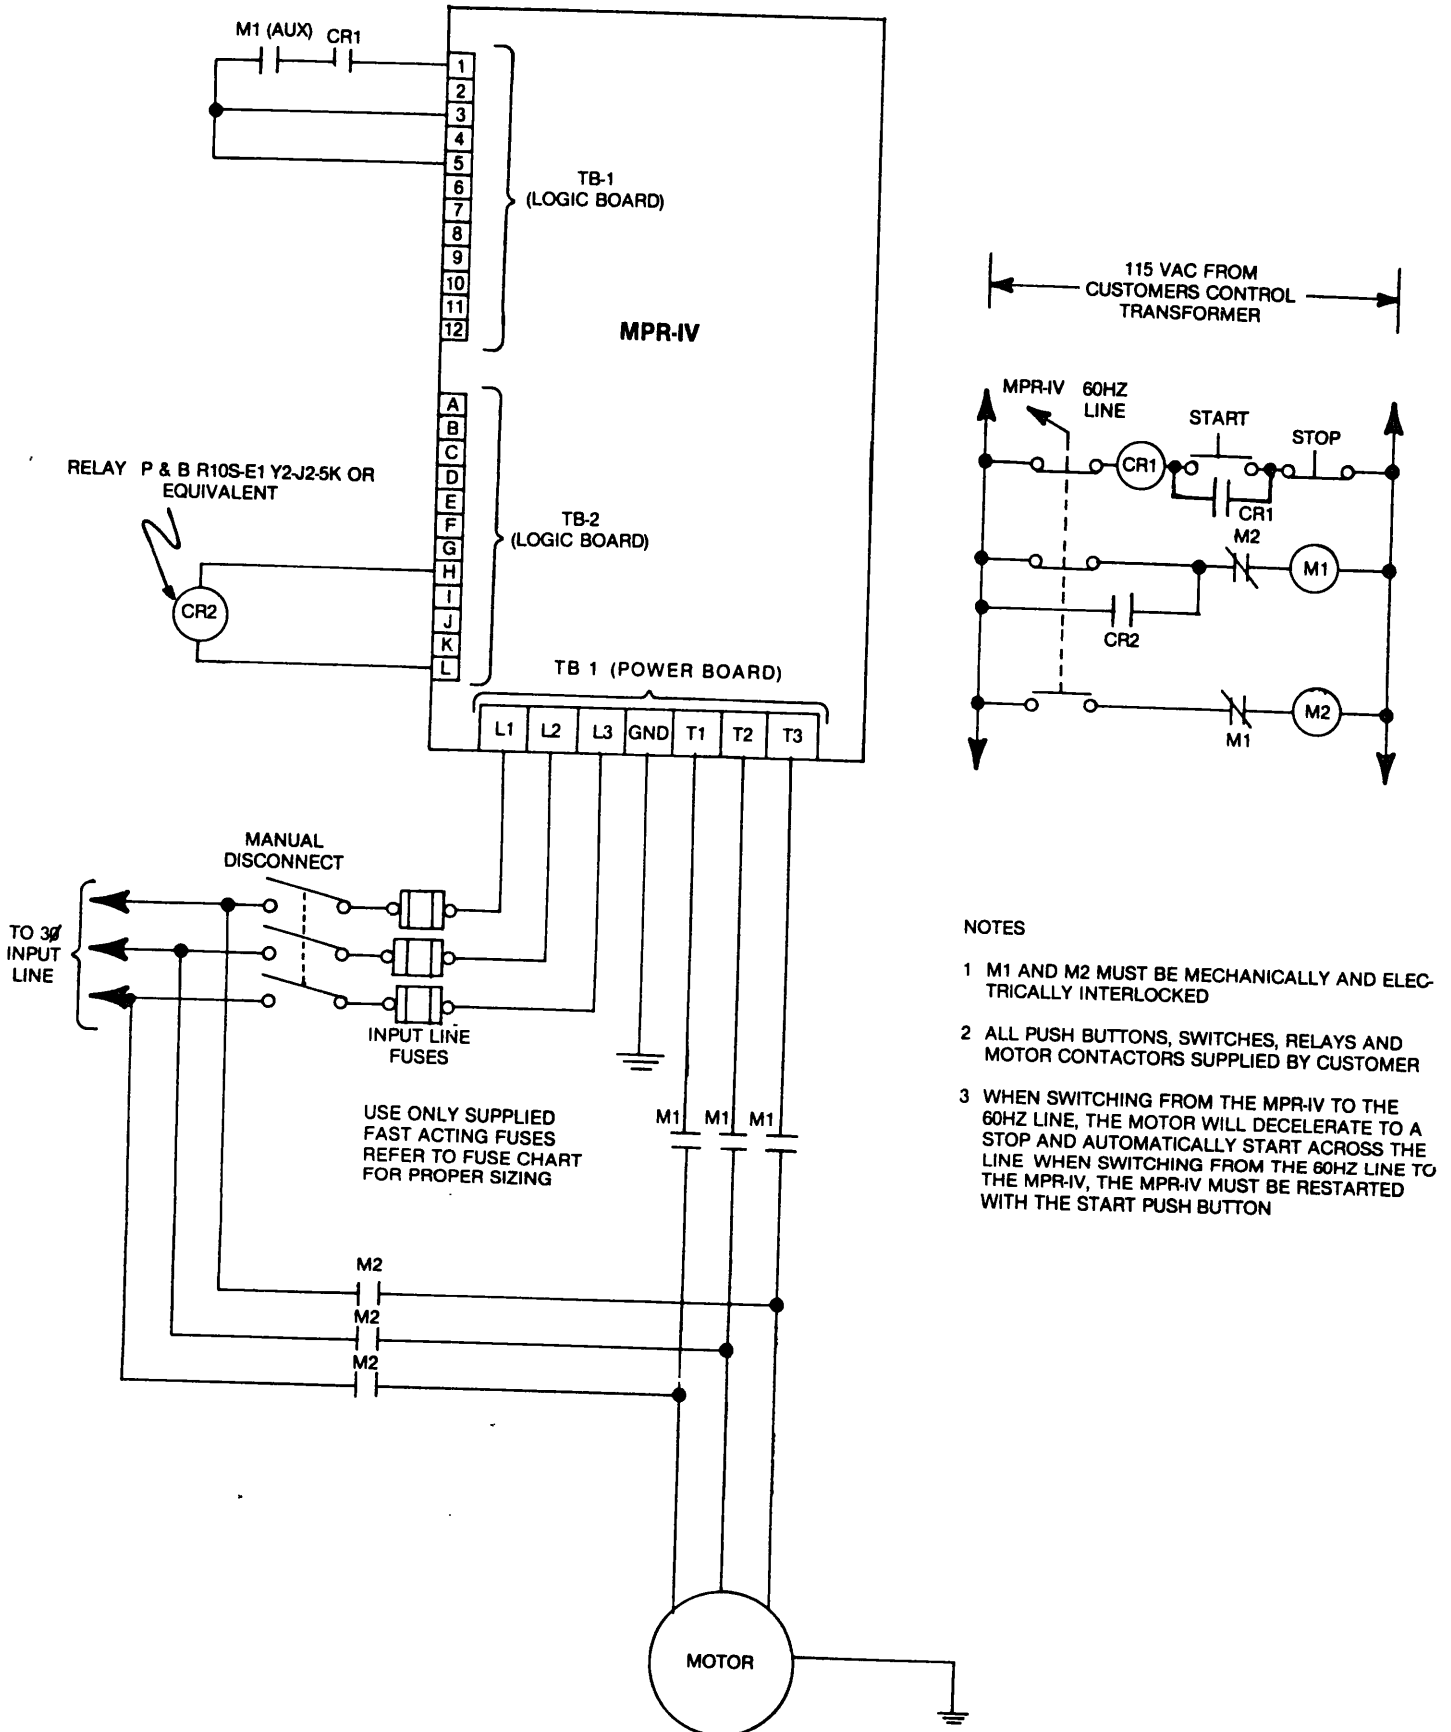 M1 (AUX) CR1
1
2
3
4
5
6
7
8
9
10
11
12
TB-1
(LOGIC BOARD)
MPR-IV
A
B
C
D
E
F
G
H
I
J
K
L
RELAY P & B R10S-E1 Y2-J2-5K OR
EQUIVALENT
CR2
TB-2
(LOGIC BOARD)
TB 1 (POWER BOARD)
L1 L2 L3 GND T1 T2 T3
115 VAC FROM
CUSTOMERS CONTROL
TRANSFORMER
MPR-IV 60HZ
LINE
START
STOP
CR1
CR1
M2
M1
CR2
M2
M1
MANUAL
DISCONNECT
TO 3Ø
INPUT
LINE
INPUT LINE
FUSES
USE ONLY SUPPLIED
FAST ACTING FUSES
REFER TO FUSE CHART
FOR PROPER SIZING
M1 M1 M1
M2
M2
M2
MOTOR
NOTES
1 M1 AND M2 MUST BE MECHANICALLY AND ELEC-
TRICALLY INTERLOCKED
2 ALL PUSH BUTTONS, SWITCHES, RELAYS AND
MOTOR CONTACTORS SUPPLIED BY CUSTOMER
3 WHEN SWITCHING FROM THE MPR-IV TO THE
60HZ LINE, THE MOTOR WILL DECELERATE TO A
STOP AND AUTOMATICALLY START ACROSS THE
LINE WHEN SWITCHING FROM THE 60HZ LINE TO
THE MPR-IV, THE MPR-IV MUST BE RESTARTED
WITH THE START PUSH BUTTON